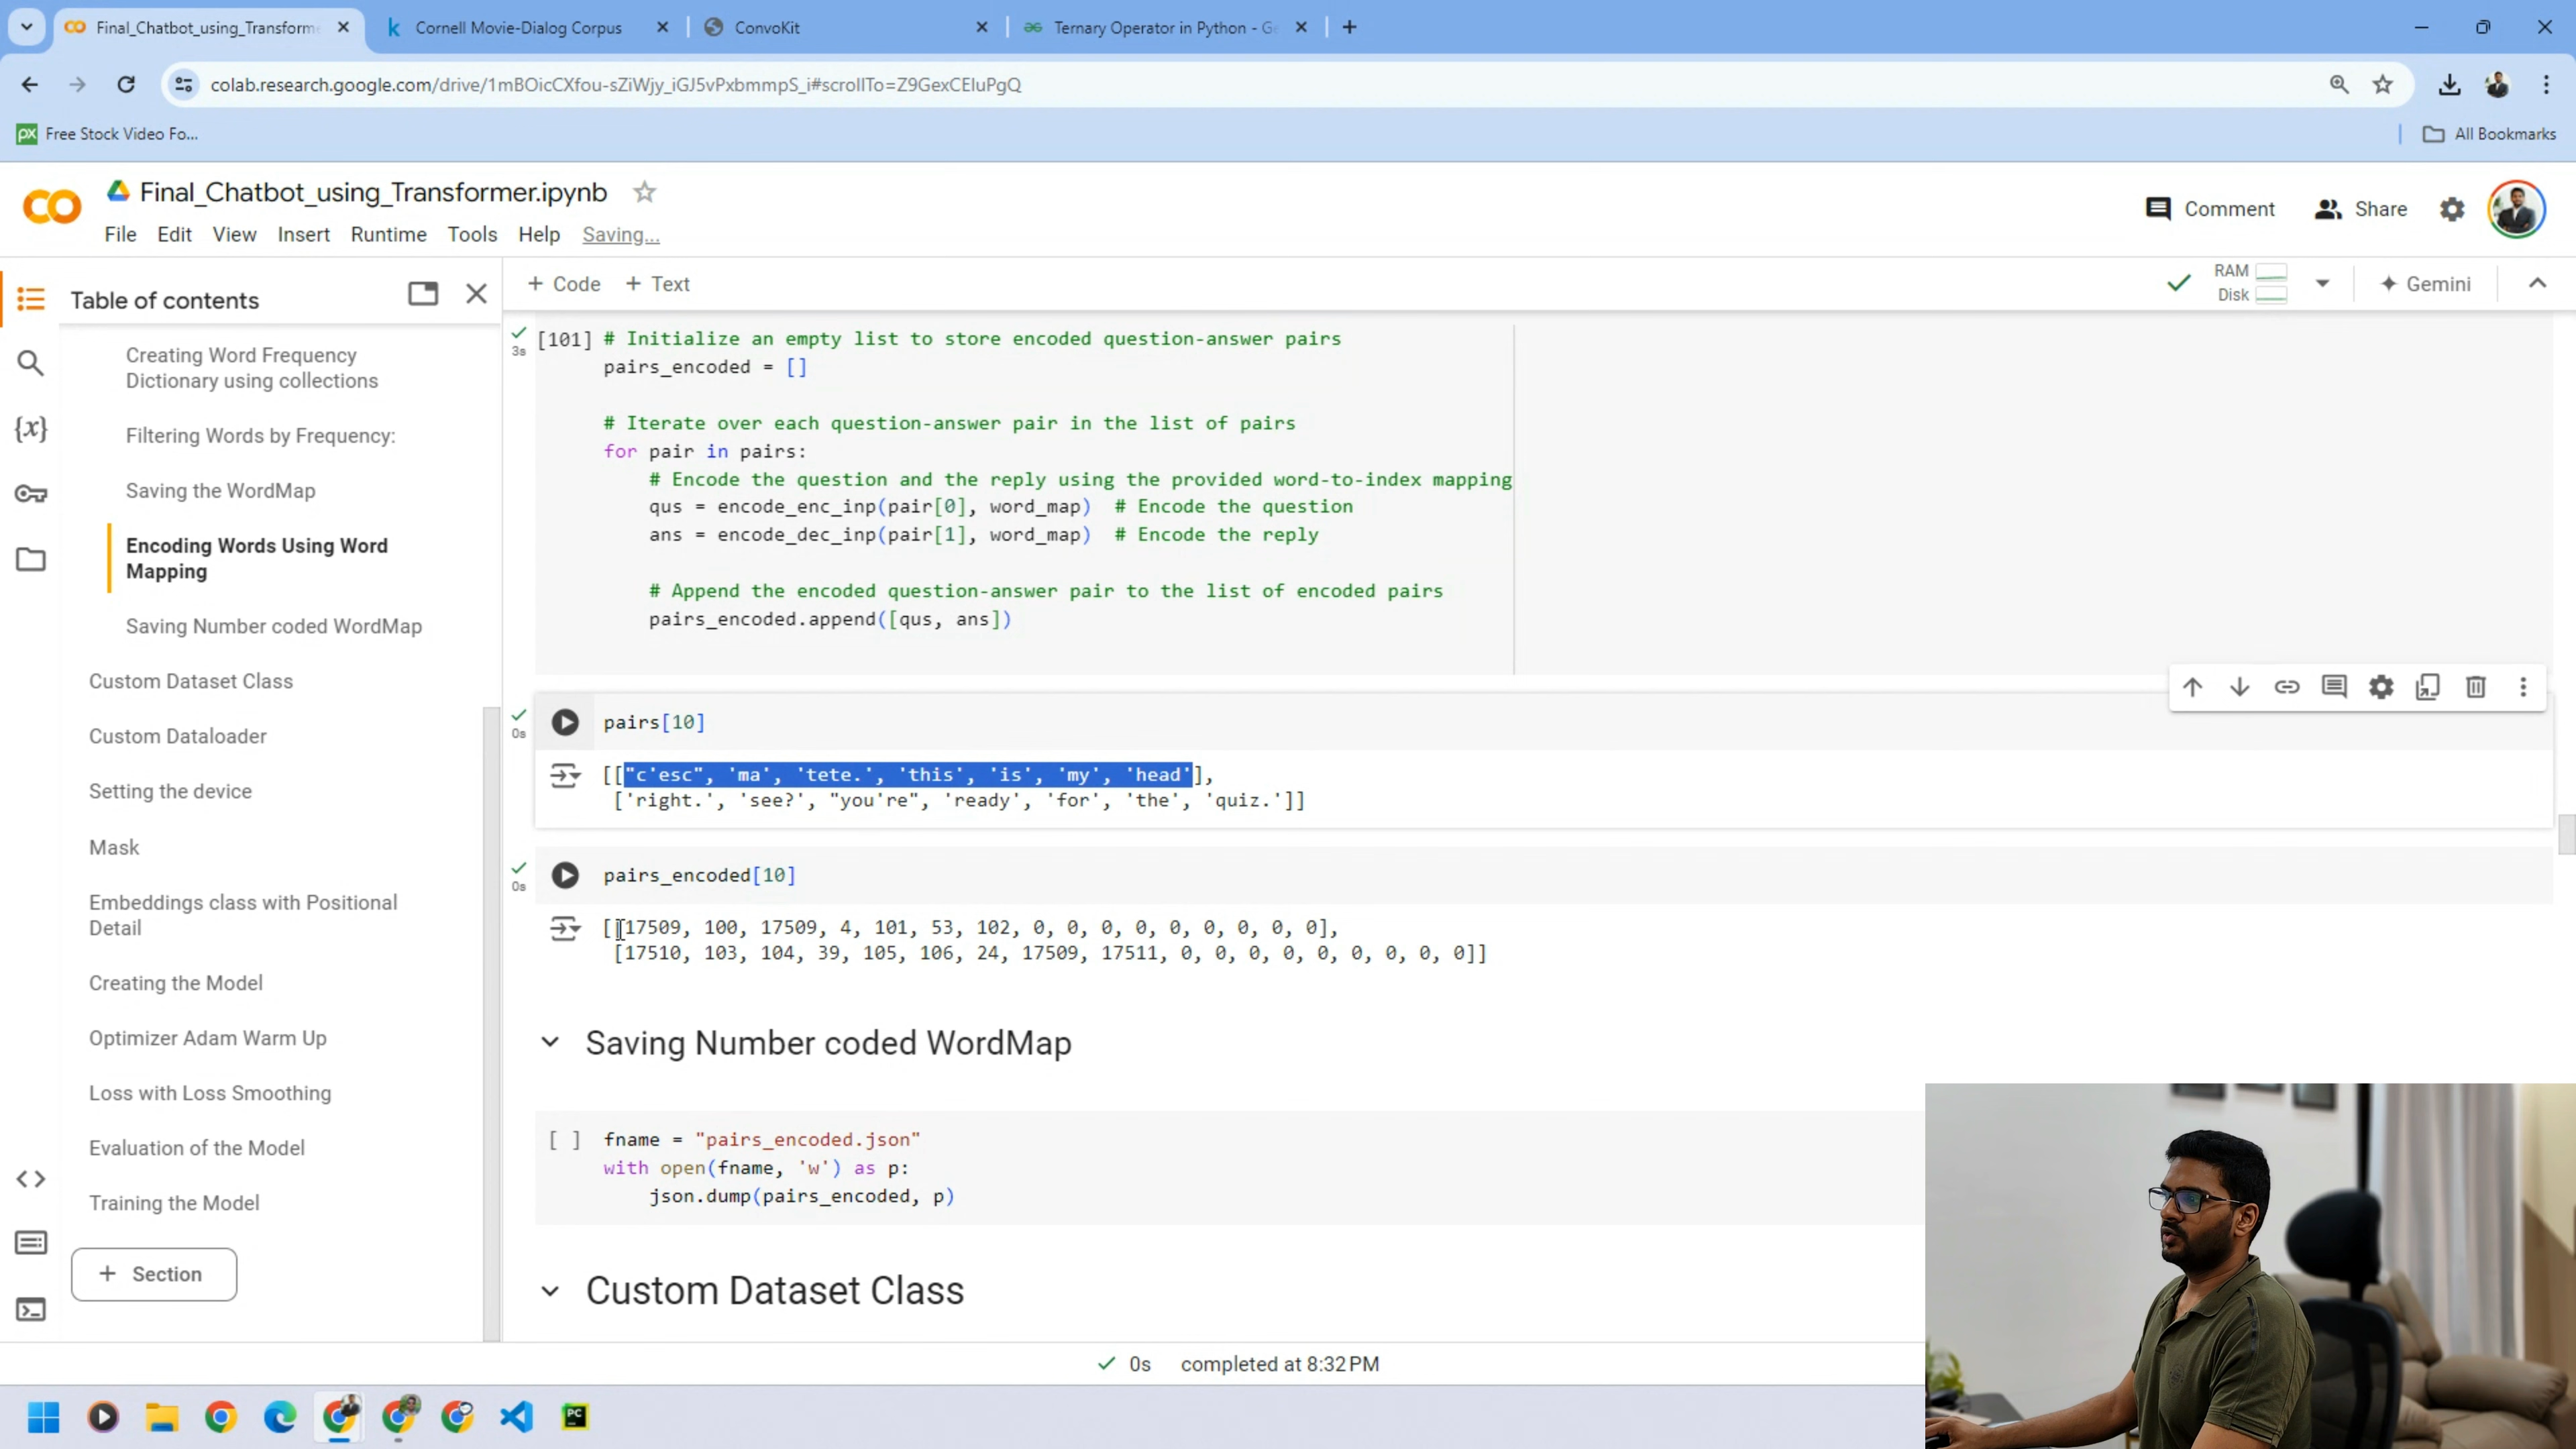 Final_Chatbot_using_Transforme
Cornell Movie-Dialog Corpus
ConvoKit
Ternary Operator in Python - Ge
colab.research.google.com/drive/1mBOicCXfou-sZiWjy_iGJ5vPxbmmpS_i#scrollTo=Z9GexCEluPgQ
px Free Stock Video Fo...
All Bookmarks
Final_Chatbot_using_Transformer.ipynb
Comment
Share
File Edit View Insert Runtime Tools Help Saving...
Table of contents
+ Code + Text
RAM
Disk
Gemini
Creating Word Frequency
Dictionary using collections
Filtering Words by Frequency:
Saving the WordMap
Encoding Words Using Word
Mapping
Saving Number coded WordMap
Custom Dataset Class
Custom Dataloader
Setting the device
Mask
Embeddings class with Positional
Detail
Creating the Model
Optimizer Adam Warm Up
Loss with Loss Smoothing
Evaluation of the Model
Training the Model
+ Section
{x}
3s
[101] # Initialize an empty list to store encoded question-answer pairs
pairs_encoded = []
# Iterate over each question-answer pair in the list of pairs
for pair in pairs:
# Encode the question and the reply using the provided word-to-index mapping
qus = encode_enc_inp(pair[0], word_map) # Encode the question
ans = encode_dec_inp(pair[1], word_map) # Encode the reply
# Append the encoded question-answer pair to the list of encoded pairs
pairs_encoded.append([qus, ans])
0s
pairs[10]
[["c'esc", 'ma', 'tete.', 'this', 'is', 'my', 'head'],
['right.', 'see?', "you're", 'ready', 'for', 'the', 'quiz.']]
0s
pairs_encoded[10]
[[17509, 100, 17509, 4, 101, 53, 102, 0, 0, 0, 0, 0, 0, 0, 0, 0],
[17510, 103, 104, 39, 105, 106, 24, 17509, 17511, 0, 0, 0, 0, 0, 0, 0, 0, 0]]
Saving Number coded WordMap
[ ] fname = "pairs_encoded.json"
with open(fname, 'w') as p:
json.dump(pairs_encoded, p)
Custom Dataset Class
0s completed at 8:32 PM
PC